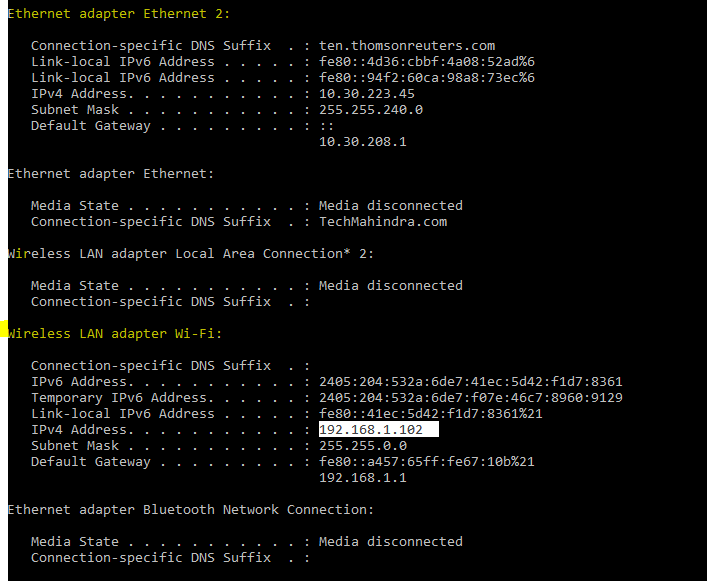 Ethernet adapter Ethernet 2:
Connection-specific DNS Suffix  . : ten.thomsonreuters.com
Link-local IPv6 Address . . . . . : fe80::4d36:cbbf:4a08:52ad%6
Link-local IPv6 Address . . . . . : fe80::94f2:60ca:98a8:73ec%6
IPv4 Address. . . . . . . . . . . : 10.30.223.45
Subnet Mask . . . . . . . . . . . : 255.255.240.0
Default Gateway . . . . . . . . . : ::
10.30.208.1
Ethernet adapter Ethernet:
Media State . . . . . . . . . . . : Media disconnected
Connection-specific DNS Suffix  . : TechMahindra.com
Wireless LAN adapter Local Area Connection* 2:
Media State . . . . . . . . . . . : Media disconnected
Connection-specific DNS Suffix  . :
Wireless LAN adapter Wi-Fi:
Connection-specific DNS Suffix  . :
IPv6 Address. . . . . . . . . . . : 2405:204:532a:6de7:41ec:5d42:f1d7:8361
Temporary IPv6 Address. . . . . . : 2405:204:532a:6de7:f07e:46c7:8960:9129
Link-local IPv6 Address . . . . . : fe80::41ec:5d42:f1d7:8361%21
IPv4 Address. . . . . . . . . . . : 192.168.1.102
Subnet Mask . . . . . . . . . . . : 255.255.0.0
Default Gateway . . . . . . . . . : fe80::a457:65ff:fe67:10b%21
192.168.1.1
Ethernet adapter Bluetooth Network Connection:
Media State . . . . . . . . . . . : Media disconnected
Connection-specific DNS Suffix  . :